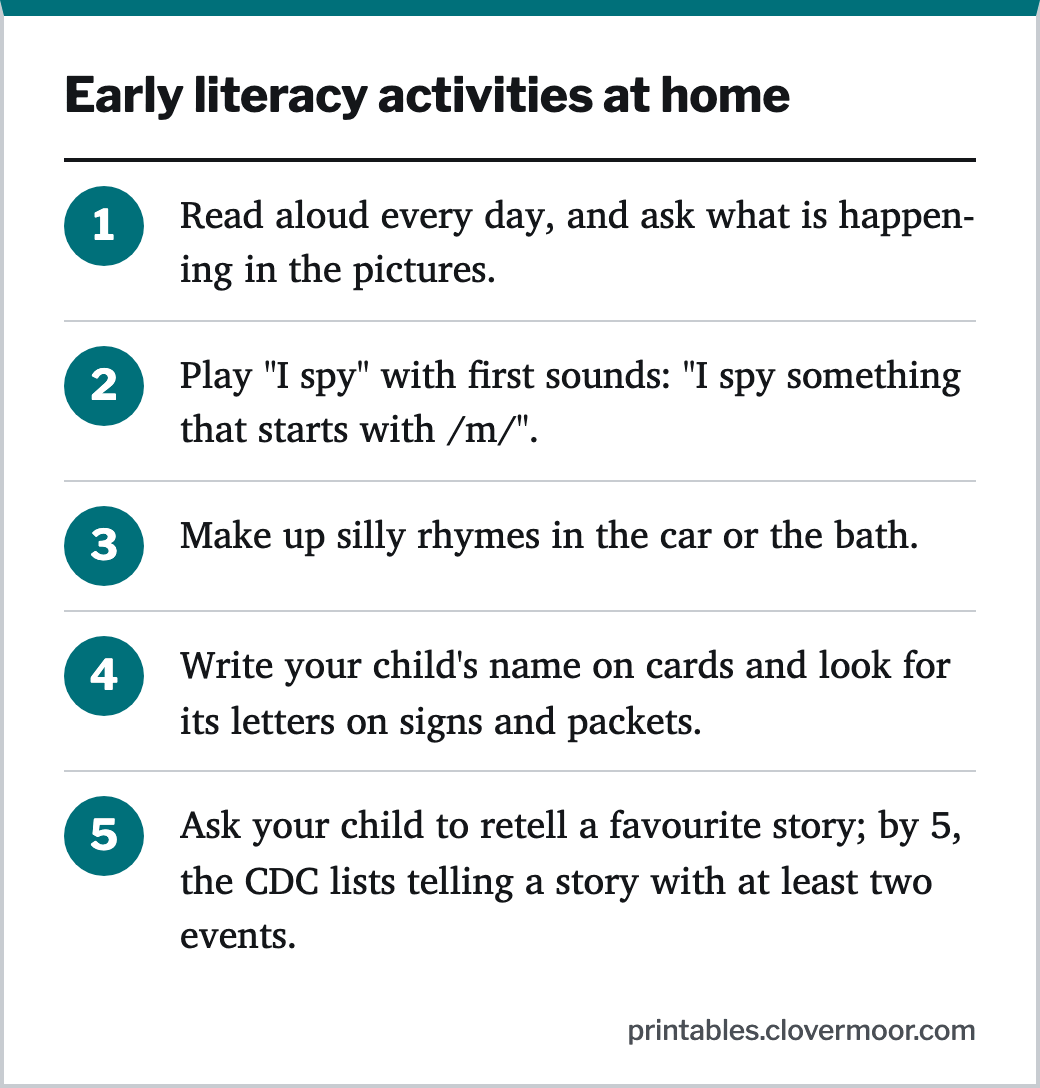 Early literacy activities at home
1
Read aloud every day, and ask what is happen-
ing in the pictures.
2
Play "I spy" with first sounds: "I spy something
that starts with /m/".
3
Make up silly rhymes in the car or the bath.
4
Write your child's name on cards and look for
its letters on signs and packets.
5
Ask your child to retell a favourite story; by 5,
the CDC lists telling a story with at least two
events.
printables.clovermoor.com